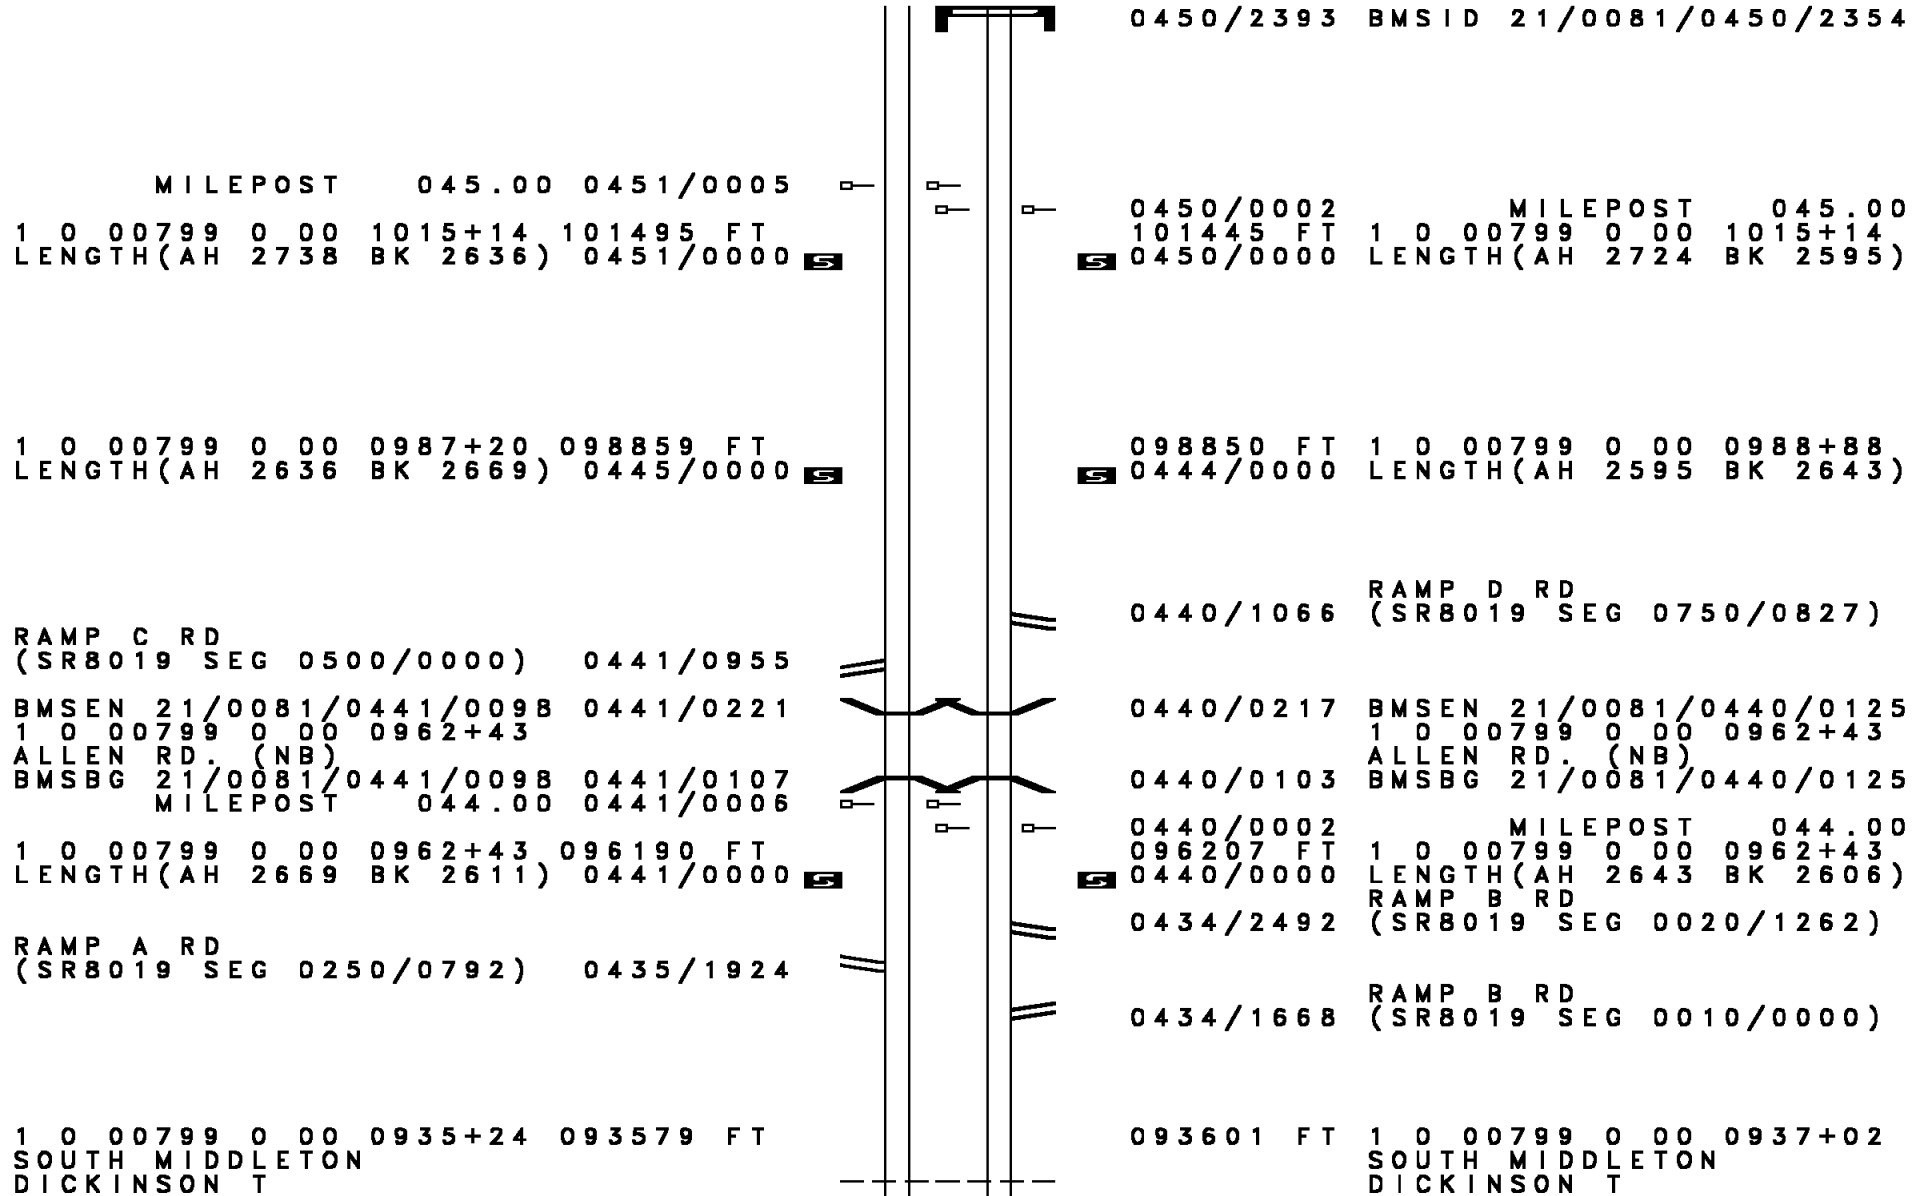 0450/2393 BMSID 21/0081/0450/2354
MILEPOST 045.00 0451/0005
0450/0002 MILEPOST 045.00
1 0 00799 0 00 1015+14 101495 FT
101445 FT 1 0 00799 0 00 1015+14
LENGTH(AH 2738 BK 2636) 0451/0000 S
S 0450/0000 LENGTH(AH 2724 BK 2595)
1 0 00799 0 00 0987+20 098859 FT
098850 FT 1 0 00799 0 00 0988+88
LENGTH(AH 2636 BK 2669) 0445/0000 S
S 0444/0000 LENGTH(AH 2595 BK 2643)
RAMP D RD
0440/1066 (SR8019 SEG 0750/0827)
RAMP C RD
(SR8019 SEG 0500/0000) 0441/0955
BMSEN 21/0081/0441/0098 0441/0221
0440/0217 BMSEN 21/0081/0440/0125
1 0 00799 0 00 0962+43
1 0 00799 0 00 0962+43
ALLEN RD. (NB)
ALLEN RD. (NB)
BMSBG 21/0081/0441/0098 0441/0107
0440/0103 BMSBG 21/0081/0440/0125
MILEPOST 044.00 0441/0006
0440/0002 MILEPOST 044.00
1 0 00799 0 00 0962+43 096190 FT
096207 FT 1 0 00799 0 00 0962+43
LENGTH(AH 2669 BK 2611) 0441/0000 S
S 0440/0000 LENGTH(AH 2643 BK 2606)
RAMP B RD
0434/2492 (SR8019 SEG 0020/1262)
RAMP A RD
(SR8019 SEG 0250/0792) 0435/1924
RAMP B RD
0434/1668 (SR8019 SEG 0010/0000)
1 0 00799 0 00 0935+24 093579 FT
093601 FT 1 0 00799 0 00 0937+02
SOUTH MIDDLETON
SOUTH MIDDLETON
DICKINSON T
DICKINSON T